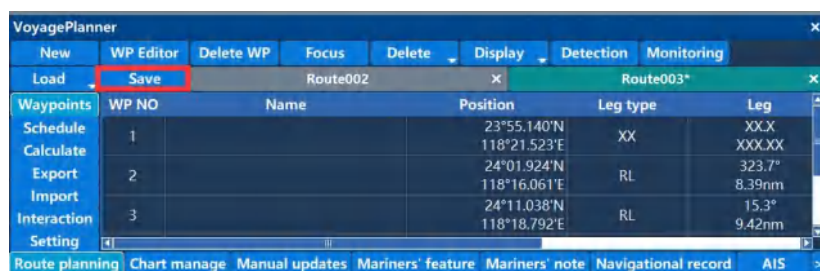 VoyagePlanner ×
New WP Editor Delete WP Focus Delete Display Detection Monitoring
Load Save Route002 × Route003* ×
Waypoints WP NO Name Position Leg type Leg
Schedule
Calculate
Export
Import
Interaction
Setting
1 23°55.140'N 118°21.523'E XX XX.X XXX.XX
2 24°01.924'N 118°16.061'E RL 323.7° 8.39nm
3 24°11.038'N 118°18.792'E RL 15.3° 9.42nm
Route planning Chart manage Manual updates Mariners' feature Mariners' note Navigational record AIS >